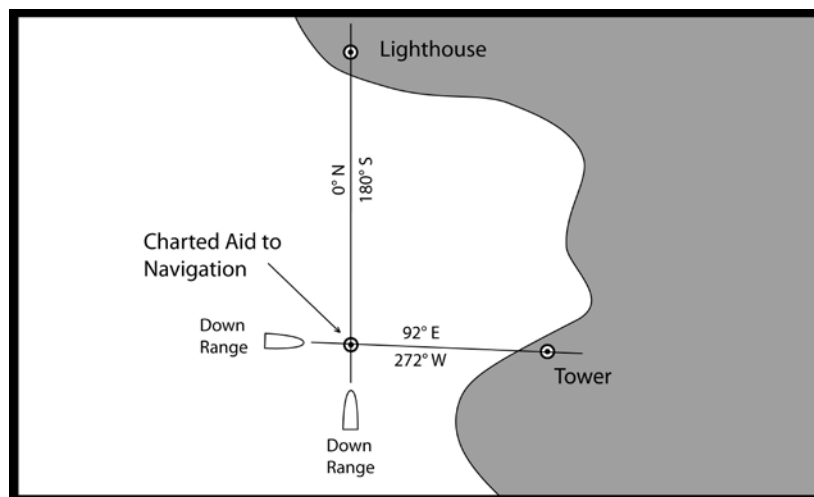 Lighthouse
0° N
180° S
Charted Aid to
Navigation
Down
Range
92° E
272° W
Tower
Down
Range